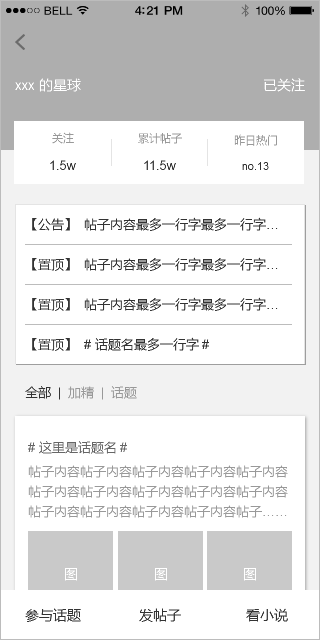 BELL 4:21 PM 100%
xxx 的星球 已关注
关注 累计帖子 昨日热门
1.5w 11.5w no.13
【公告】 帖子内容最多一行字最多一行字...
【置顶】 帖子内容最多一行字最多一行字...
【置顶】 帖子内容最多一行字最多一行字...
【置顶】 # 话题名最多一行字 #
全部 | 加精 | 话题
# 这里是话题名 #
帖子内容帖子内容帖子内容帖子内容帖子内容
帖子内容帖子内容帖子内容帖子内容帖子内容
帖子内容帖子内容帖子内容帖子内容帖子......
图 图 图
参与话题 发帖子 看小说